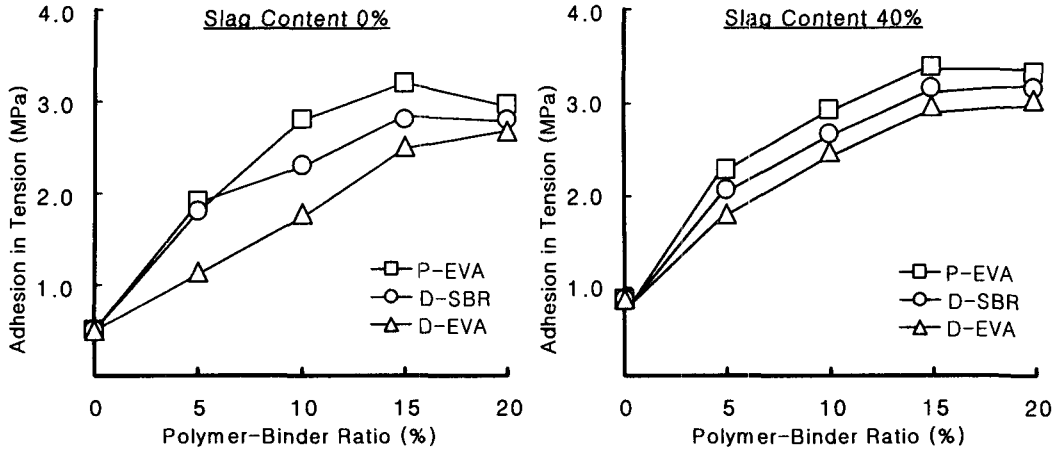 Slag Content 0%
4.0
3.0
2.0
1.0
Adhesion in Tension (MPa)
P-EVA
D-SBR
D-EVA
0 5 10 15 20
Polymer-Binder Ratio (%)
Slag Content 40%
4.0
3.0
2.0
1.0
Adhesion in Tension (MPa)
P-EVA
D-SBR
D-EVA
0 5 10 15 20
Polymer-Binder Ratio (%)